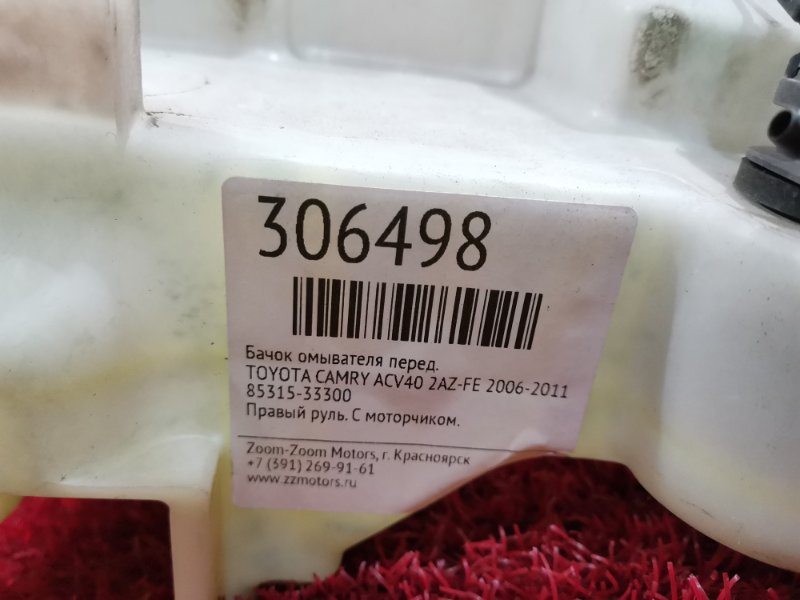 306498
Бачок омывателя перед.
TOYOTA CAMRY ACV40 2AZ-FE 2006-2011
85315-33300
Правый руль. С моторчиком.
Zoom-Zoom Motors, г. Красноярск
+7 (391) 269-91-61
www.zzmotors.ru